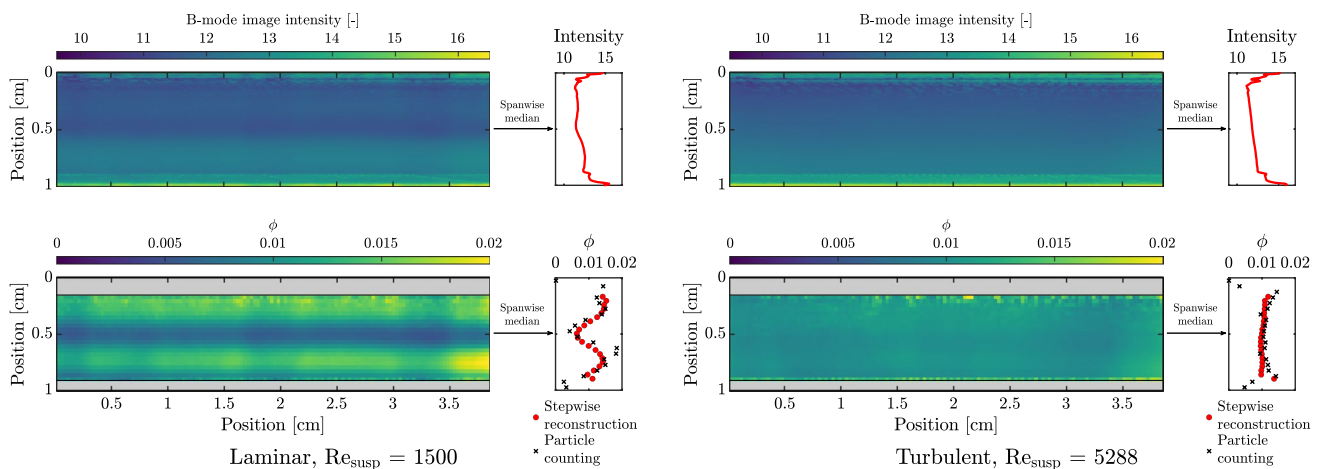 B-mode image intensity [-]
10 11 12 13 14 15 16
Intensity
10 15
Position [cm]
0
0.5
1
Spanwise
median
ϕ
0 0.005 0.01 0.015 0.02
ϕ
0 0.01 0.02
Position [cm]
0
0.5
1
Spanwise
median
0.5 1 1.5 2 2.5 3 3.5
Position [cm]
Stepwise
reconstruction
Particle
counting
Laminar, Re_susp = 1500
B-mode image intensity [-]
10 11 12 13 14 15 16
Intensity
10 15
Position [cm]
0
0.5
1
Spanwise
median
ϕ
0 0.005 0.01 0.015 0.02
ϕ
0 0.01 0.02
Position [cm]
0
0.5
1
Spanwise
median
0.5 1 1.5 2 2.5 3 3.5
Position [cm]
Stepwise
reconstruction
Particle
counting
Turbulent, Re_susp = 5288